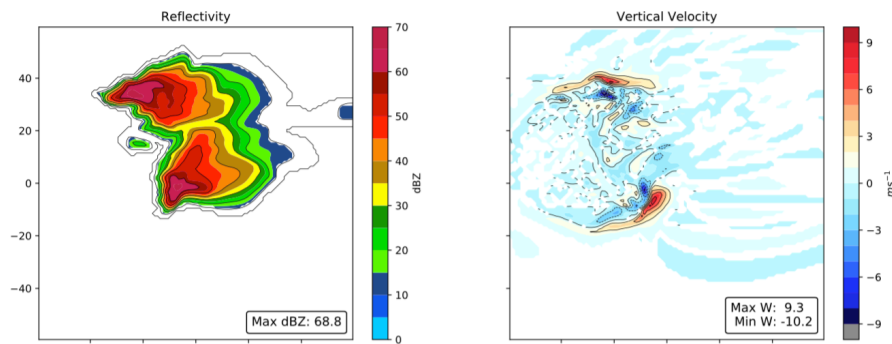 Reflectivity
40
20
0
−20
−40
Max dBZ: 68.8
70
60
50
40
30
20
10
0
dBZ
Vertical Velocity
Max W: 9.3
Min W: -10.2
9
6
3
0
−3
−6
−9
ms⁻¹